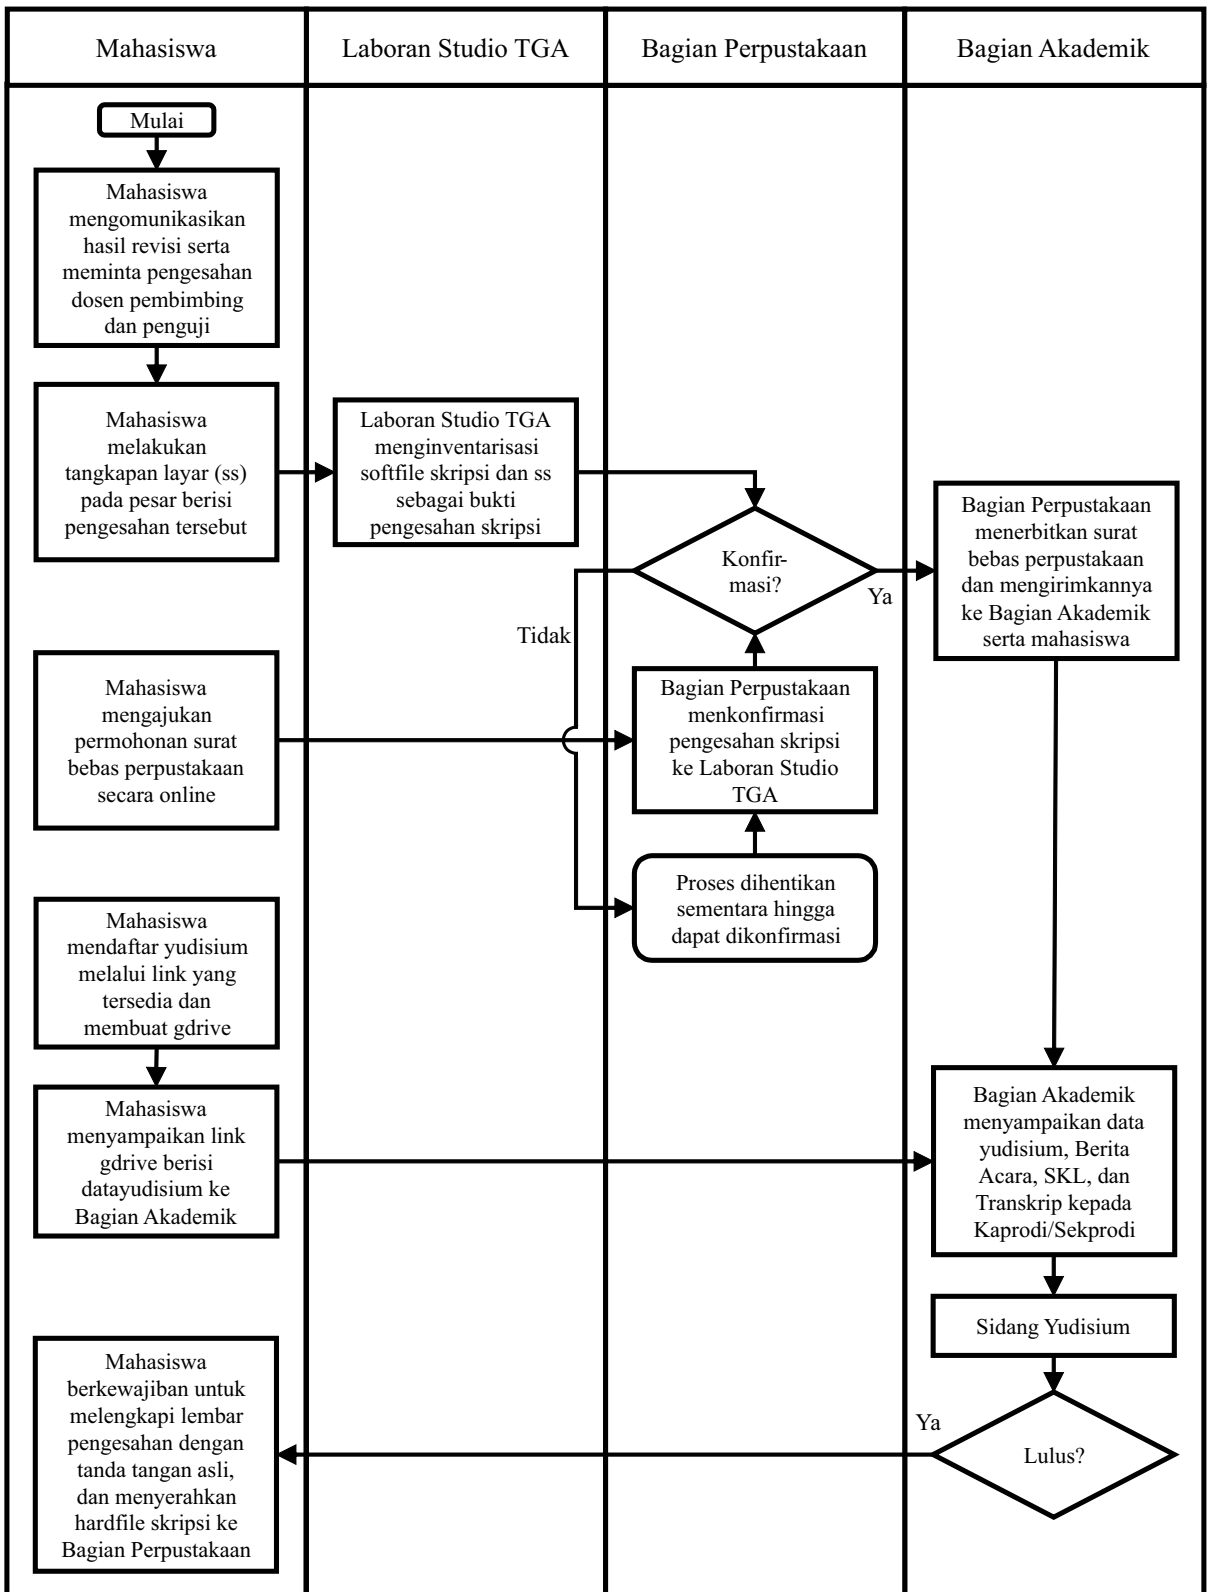 Mahasiswa
Laboran Studio TGA
Bagian Perpustakaan
Bagian Akademik
Mulai
Mahasiswa
mengomunikasikan
hasil revisi serta
meminta pengesahan
dosen pembimbing
dan penguji
Mahasiswa
melakukan
tangkapan layar (ss)
pada pesar berisi
pengesahan tersebut
Laboran Studio TGA
menginventarisasi
softfile skripsi dan ss
sebagai bukti
pengesahan skripsi
Konfir-
masi?
Ya
Tidak
Bagian Perpustakaan
menerbitkan surat
bebas perpustakaan
dan mengirimkannya
ke Bagian Akademik
serta mahasiswa
Mahasiswa
mengajukan
permohonan surat
bebas perpustakaan
secara online
Bagian Perpustakaan
menkonfirmasi
pengesahan skripsi
ke Laboran Studio
TGA
Proses dihentikan
sementara hingga
dapat dikonfirmasi
Mahasiswa
mendaftar yudisium
melalui link yang
tersedia dan
membuat gdrive
Mahasiswa
menyampaikan link
gdrive berisi
datayudisium ke
Bagian Akademik
Bagian Akademik
menyampaikan data
yudisium, Berita
Acara, SKL, dan
Transkrip kepada
Kaprodi/Sekprodi
Sidang Yudisium
Lulus?
Ya
Mahasiswa
berkewajiban untuk
melengkapi lembar
pengesahan dengan
tanda tangan asli,
dan menyerahkan
hardfile skripsi ke
Bagian Perpustakaan